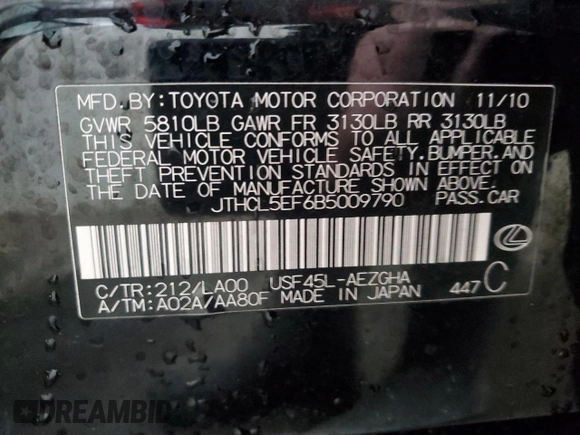 MFD.BY:TOYOTA MOTOR CORPORATION 11/10
GVWR 5810LB GAWR FR 3130LB RR 3130LB
THIS VEHICLE CONFORMS TO ALL APPLICABLE
FEDERAL MOTOR VEHICLE SAFETY,BUMPER,AND
THEFT PREVENTION STANDARDS IN EFFECT ON
THE DATE OF MANUFACTURE SHOWN ABOVE.
JTHCL5EF6B5009790 PASS.CAR
C/TR:212/LA00 USF45L-AEZGHA
A/TM:A02A/AA80F MADE IN JAPAN 447 C
DREAMBID